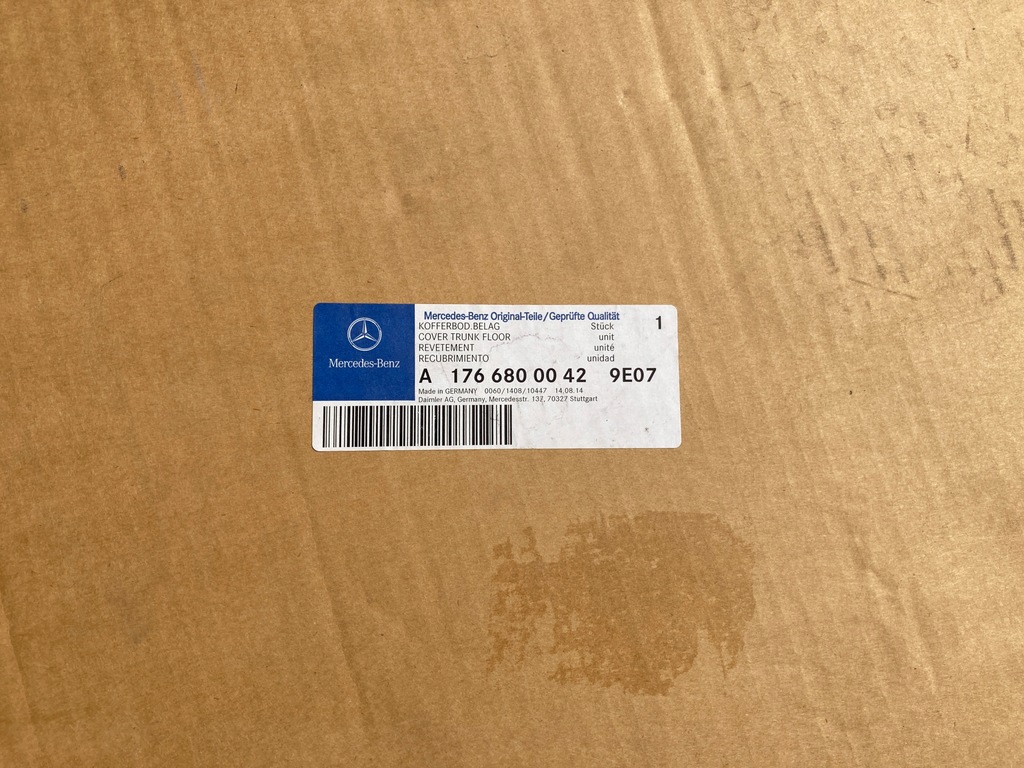 Mercedes-Benz
Mercedes-Benz Original-Teile/Geprüfte Qualität
KOFFERBOD.BELAG Stück 1
COVER TRUNK FLOOR unit
REVETEMENT unité
RECUBRIMIENTO unidad
A 176 680 00 42 9E07
Made in GERMANY 0060/1408/10447 14.08.14
Daimler AG, Germany, Mercedesstr. 137, 70327 Stuttgart